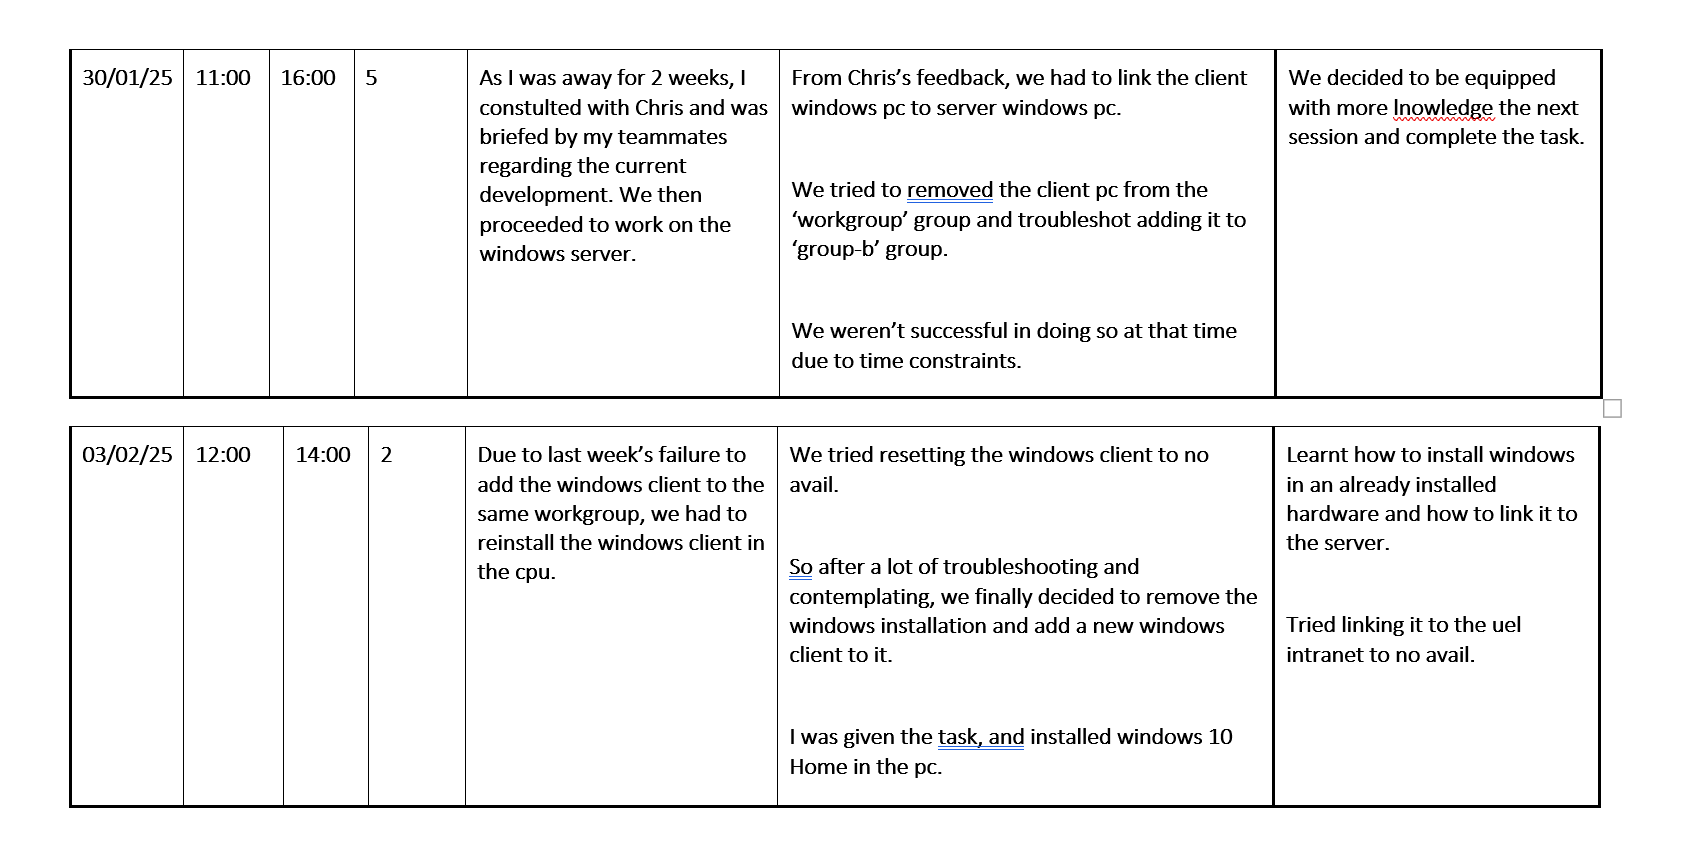 30/01/25
11:00
16:00
5
As I was away for 2 weeks, I
constulted with Chris and was
briefed by my teammates
regarding the current
development. We then
proceeded to work on the
windows server.
From Chris’s feedback, we had to link the client
windows pc to server windows pc.
We tried to removed the client pc from the
‘workgroup’ group and troubleshot adding it to
‘group-b’ group.
We weren’t successful in doing so at that time
due to time constraints.
We decided to be equipped
with more lnowledge the next
session and complete the task.
03/02/25
12:00
14:00
2
Due to last week’s failure to
add the windows client to the
same workgroup, we had to
reinstall the windows client in
the cpu.
We tried resetting the windows client to no
avail.
So after a lot of troubleshooting and
contemplating, we finally decided to remove the
windows installation and add a new windows
client to it.
I was given the task, and installed windows 10
Home in the pc.
Learnt how to install windows
in an already installed
hardware and how to link it to
the server.
Tried linking it to the uel
intranet to no avail.